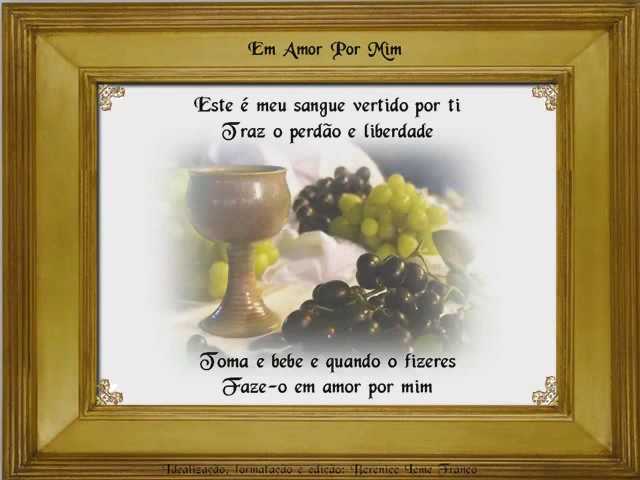 Em Amor Por Mim
Este é meu sangue vertido por ti
Traz o perdão e liberdade
Toma e bebe e quando o fizeres
Faze-o em amor por mim
Idealização, formatação e edição: Berenice Leme Franco